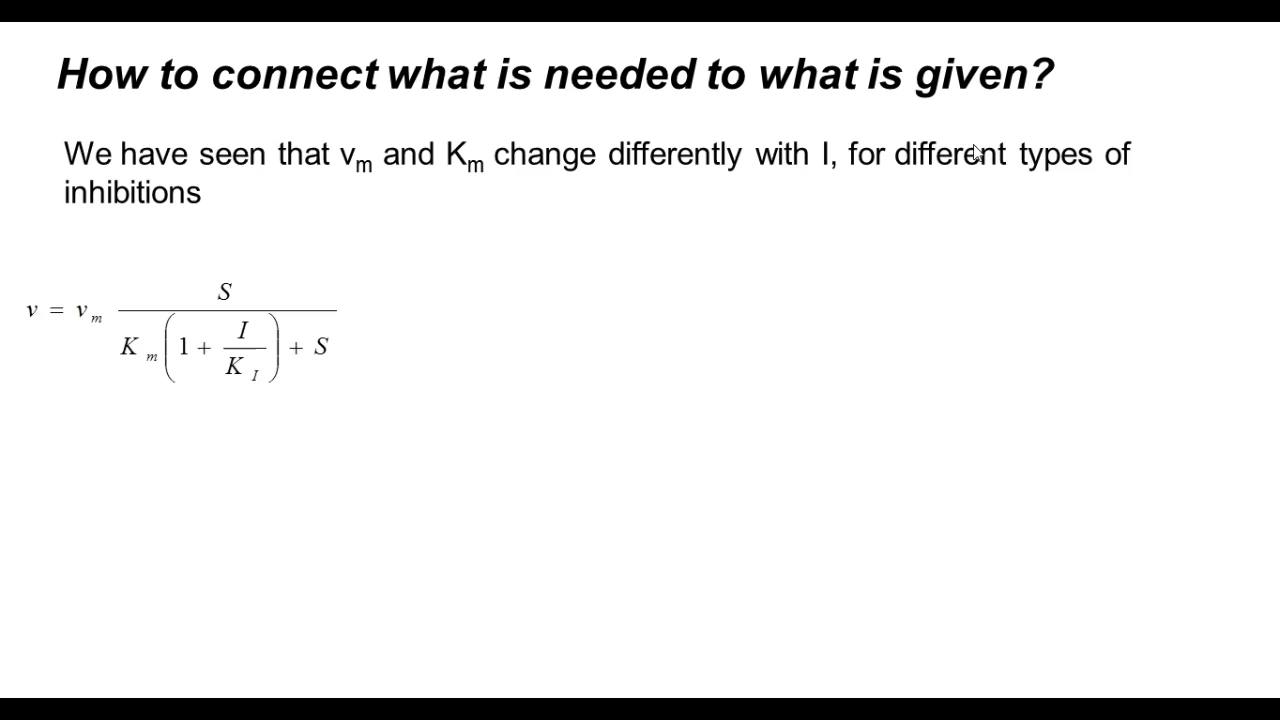 How to connect what is needed to what is given?
We have seen that vm and Km change differently with I, for different types of
inhibitions
v = vm S / (Km (1 + I / KI) + S)